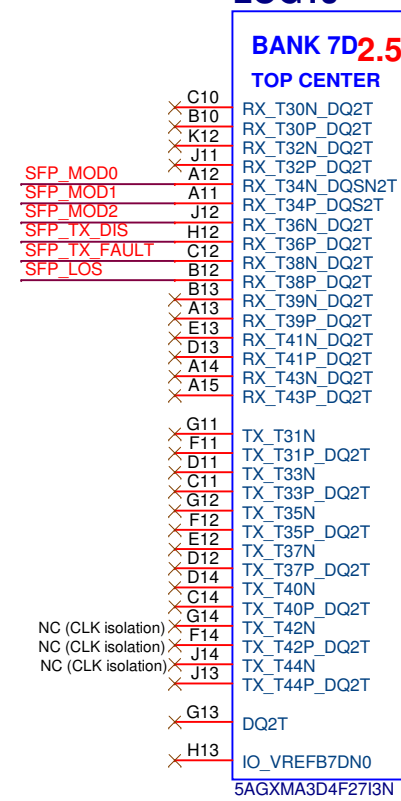 BANK 7D 2.5
TOP CENTER
C10 RX_T30N_DQ2T
B10 RX_T30P_DQ2T
K12 RX_T32N_DQ2T
J11 RX_T32P_DQ2T
SFP_MOD0 A12 RX_T34N_DQSN2T
SFP_MOD1 A11 RX_T34P_DQS2T
SFP_MOD2 J12 RX_T36N_DQ2T
SFP_TX_DIS H12 RX_T36P_DQ2T
SFP_TX_FAULT C12 RX_T38N_DQ2T
SFP_LOS B12 RX_T38P_DQ2T
B13 RX_T39N_DQ2T
A13 RX_T39P_DQ2T
E13 RX_T41N_DQ2T
D13 RX_T41P_DQ2T
A14 RX_T43N_DQ2T
A15 RX_T43P_DQ2T
G11 TX_T31N
F11 TX_T31P_DQ2T
D11 TX_T33N
C11 TX_T33P_DQ2T
G12 TX_T35N
F12 TX_T35P_DQ2T
E12 TX_T37N
D12 TX_T37P_DQ2T
D14 TX_T40N
C14 TX_T40P_DQ2T
NC (CLK isolation) G14 TX_T42N
NC (CLK isolation) F14 TX_T42P_DQ2T
NC (CLK isolation) J14 TX_T44N
J13 TX_T44P_DQ2T
G13 DQ2T
H13 IO_VREFB7DN0
5AGXMA3D4F27I3N